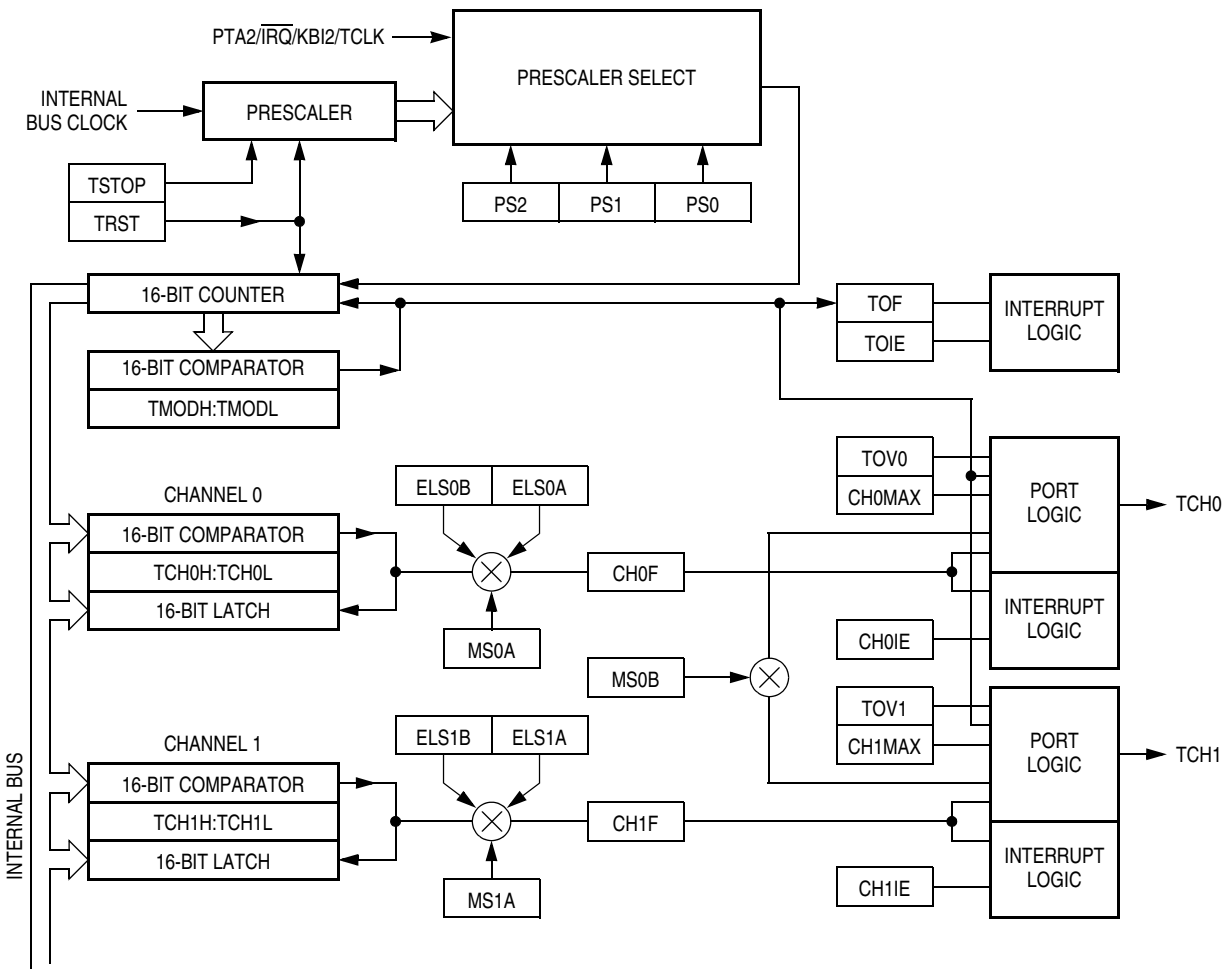 PTA2/IRQ/KBI2/TCLK
PRESCALER SELECT
INTERNAL
BUS CLOCK
PRESCALER
TSTOP
TRST
PS2
PS1
PS0
16-BIT COUNTER
16-BIT COMPARATOR
TMODH:TMODL
TOF
TOIE
INTERRUPT
LOGIC
CHANNEL 0
16-BIT COMPARATOR
TCH0H:TCH0L
16-BIT LATCH
ELS0B
ELS0A
MS0A
CH0F
TOV0
CH0MAX
PORT
LOGIC
TCH0
INTERRUPT
LOGIC
CH0IE
MS0B
CHANNEL 1
16-BIT COMPARATOR
TCH1H:TCH1L
16-BIT LATCH
ELS1B
ELS1A
MS1A
CH1F
TOV1
CH1MAX
PORT
LOGIC
TCH1
INTERRUPT
LOGIC
CH1IE
INTERNAL BUS